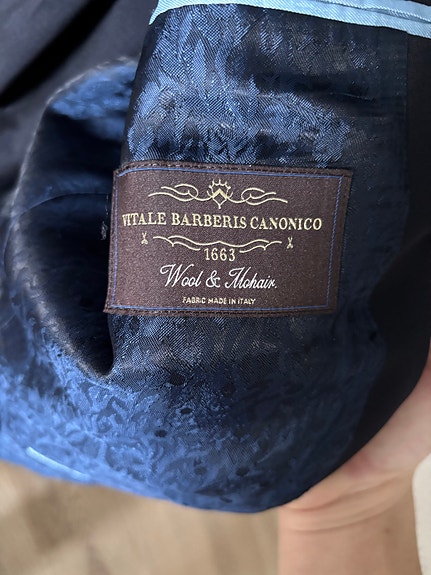 VITALE BARBERIS CANONICO
1663
Wool & Mohair.
FABRIC MADE IN ITALY